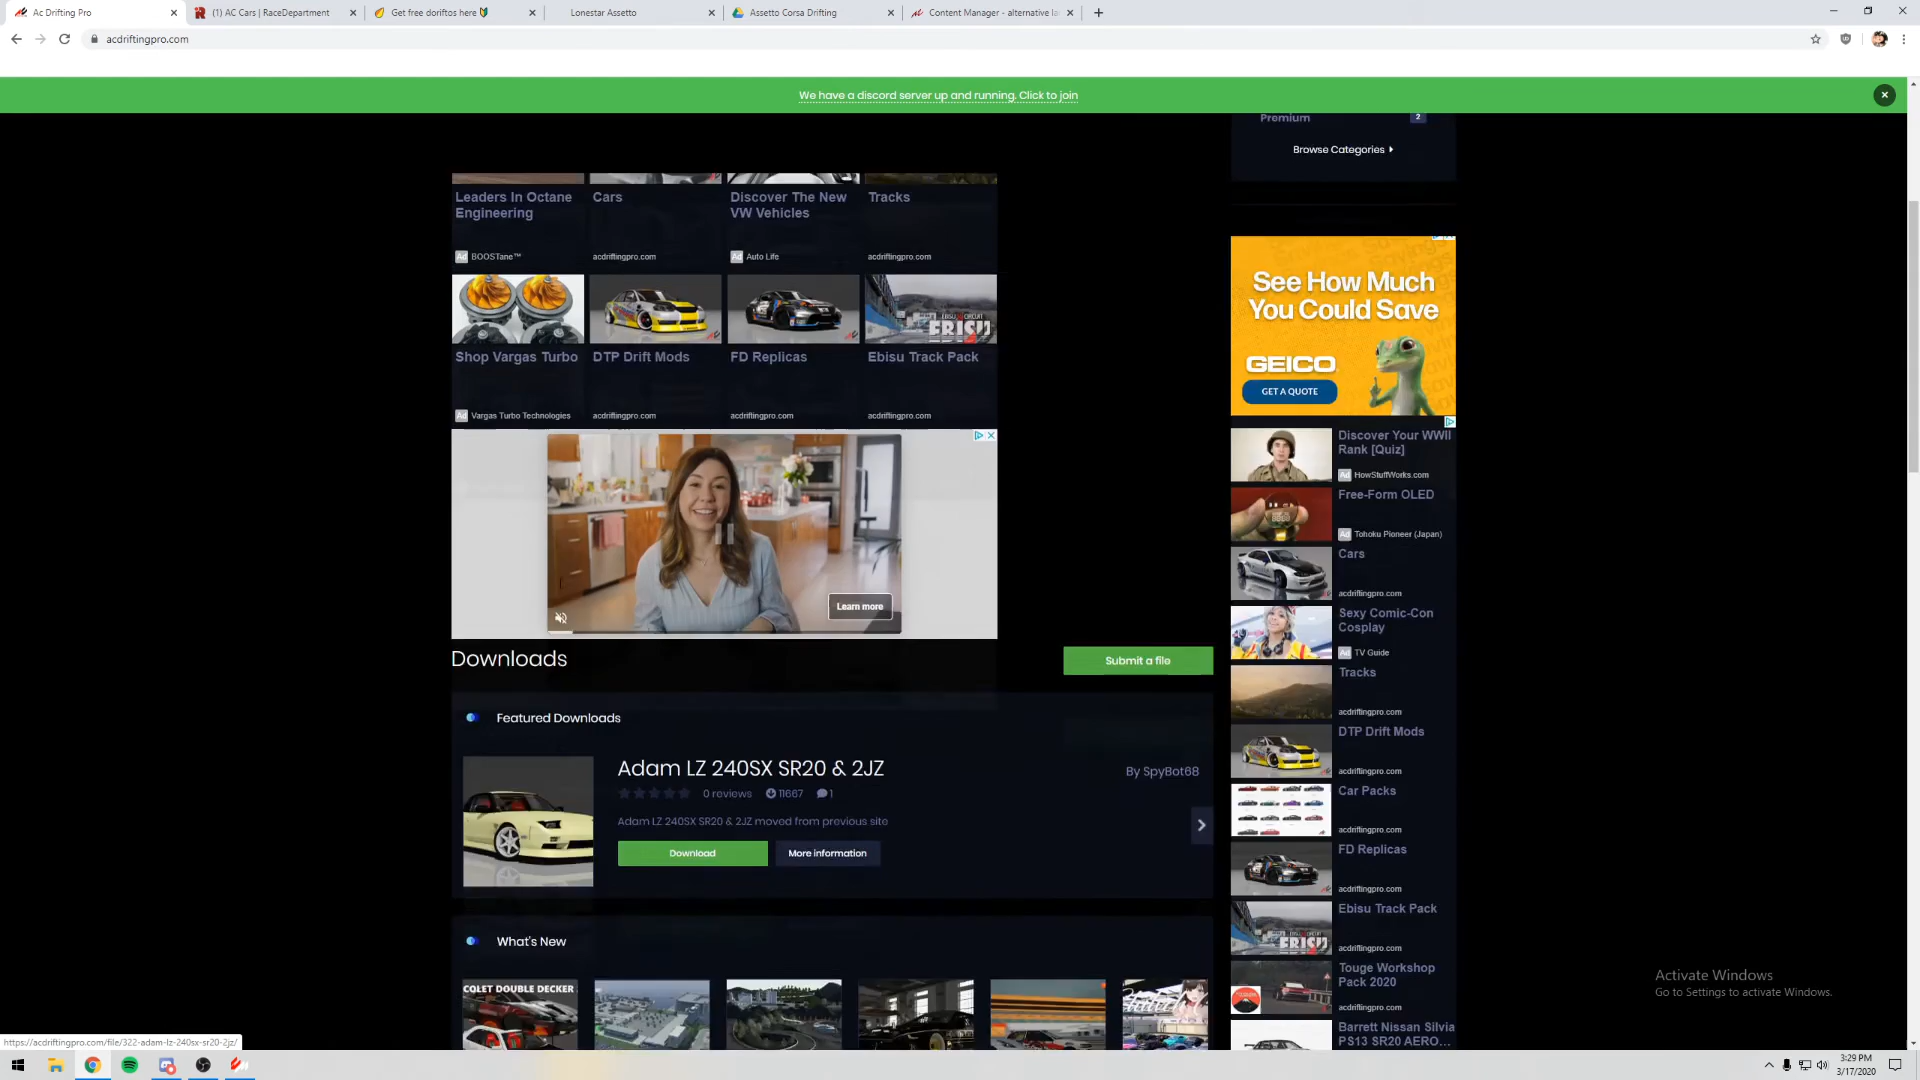 Ac Drifting Pro
(1) AC Cars | RaceDepartment
Get free doriftos here
Lonestar Assetto
Assetto Corsa Drifting
Content Manager - alternative la
acdriftingpro.com
We have a discord server up and running. Click to join
Premium
2
Browse Categories
Leaders In Octane
Engineering
Ad BOOSTane™
Cars
acdriftingpro.com
Discover The New
VW Vehicles
Ad Auto Life
Tracks
acdriftingpro.com
Shop Vargas Turbo
Ad Vargas Turbo Technologies
DTP Drift Mods
acdriftingpro.com
FD Replicas
acdriftingpro.com
EBISU
Ebisu Track Pack
acdriftingpro.com
Learn more
Downloads
Submit a file
Featured Downloads
Adam LZ 240SX SR20 & 2JZ
By SpyBot68
0 reviews
11667
1
Adam LZ 240SX SR20 & 2JZ moved from previous site
Download
More information
What's New
COLET DOUBLE DECKER
See How Much
You Could Save
GEICO
GET A QUOTE
Discover Your WWII
Rank [Quiz]
Ad HowStuffWorks.com
Free-Form OLED
Ad Tohoku Pioneer (Japan)
Cars
acdriftingpro.com
Sexy Comic-Con
Cosplay
Ad TV Guide
Tracks
acdriftingpro.com
DTP Drift Mods
acdriftingpro.com
Car Packs
acdriftingpro.com
FD Replicas
acdriftingpro.com
EBISU
Ebisu Track Pack
acdriftingpro.com
Touge Workshop
Pack 2020
acdriftingpro.com
Barrett Nissan Silvia
PS13 SR20 AERO...
Activate Windows
Go to Settings to activate Windows.
https://acdriftingpro.com/file/322-adam-lz-240sx-sr20-2jz/
3:29 PM
3/17/2020